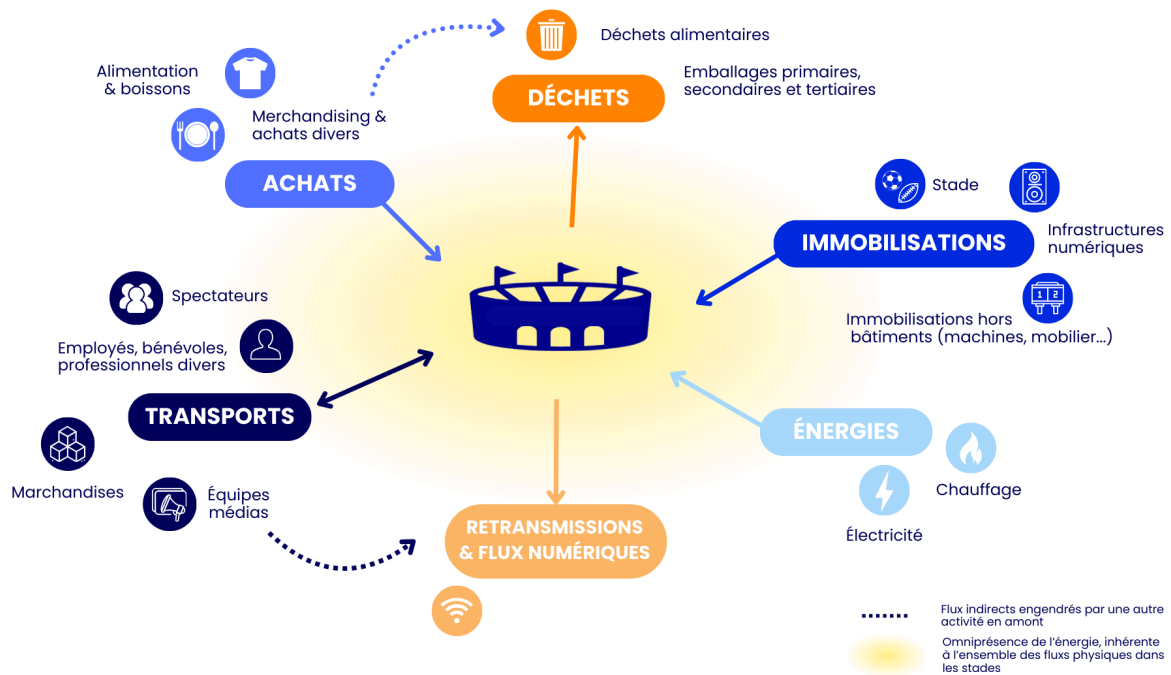 Déchets alimentaires
Emballages primaires,
secondaires et tertiaires
DÉCHETS
Alimentation
& boissons
Merchandising &
achats divers
ACHATS
Stade
Infrastructures
numériques
IMMOBILISATIONS
1 2
Immobilisations hors
bâtiments (machines, mobilier...)
Spectateurs
Employés, bénévoles,
professionnels divers
TRANSPORTS
Marchandises
Équipes
médias
ÉNERGIES
Chauffage
Électricité
RETRANSMISSIONS
& FLUX NUMÉRIQUES
Flux indirects engendrés par une autre
activité en amont
Omniprésence de l'énergie, inhérente
à l'ensemble des flux physiques dans
les stades